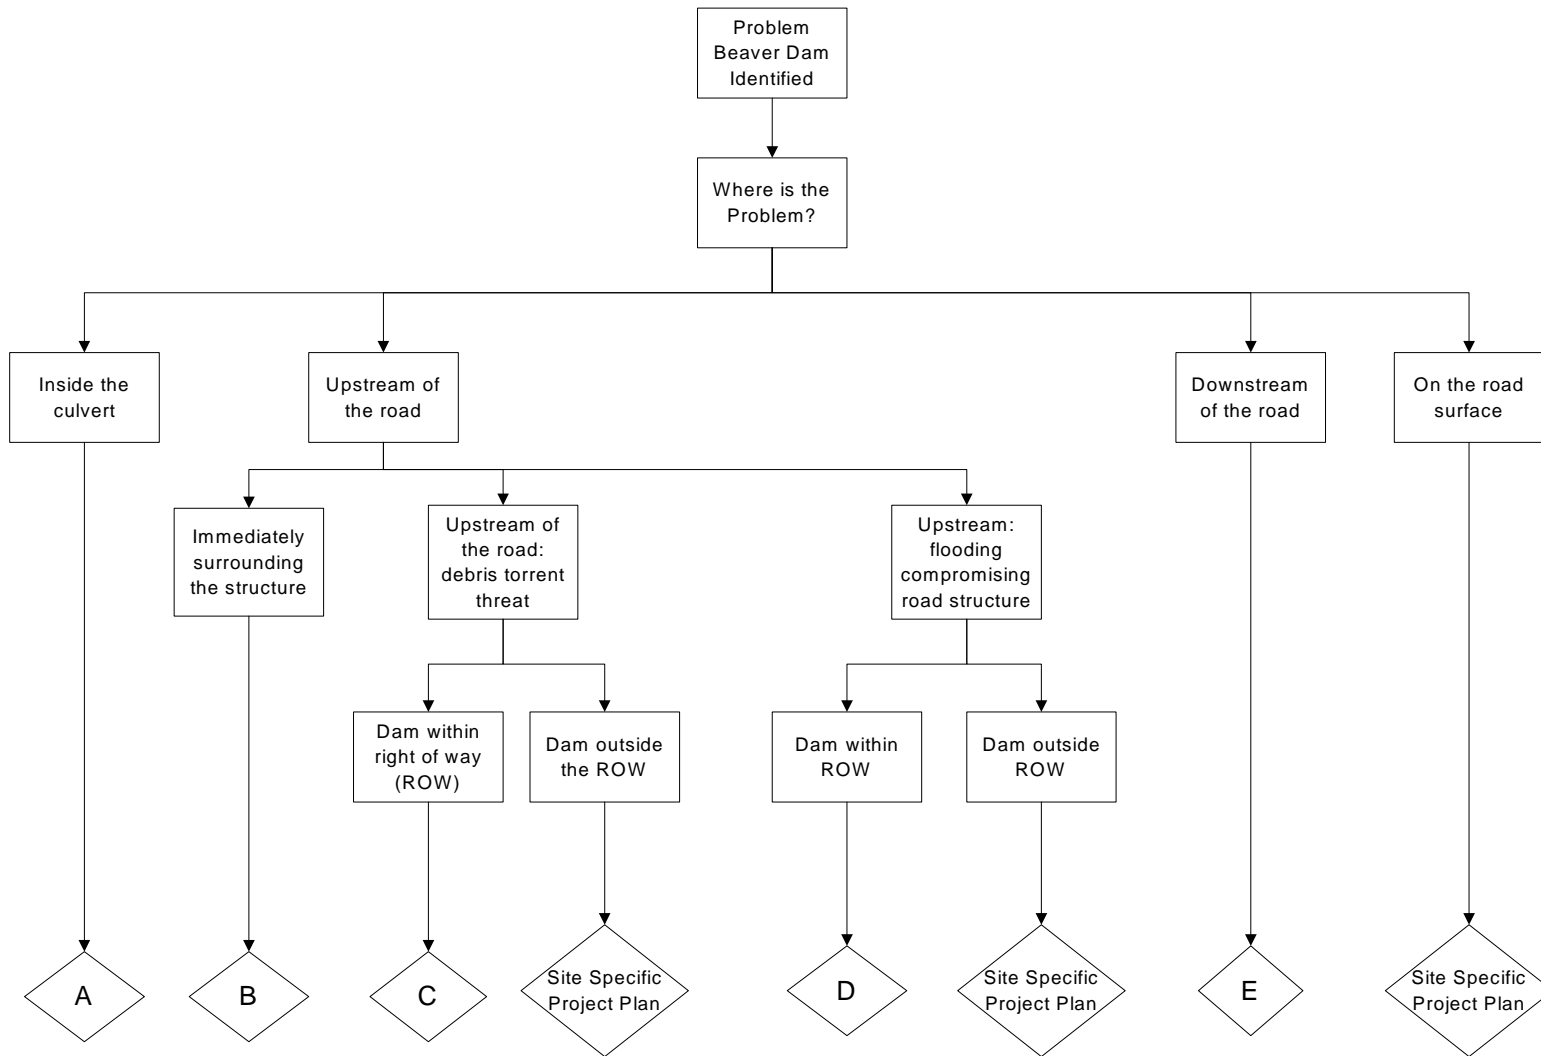 Problem
Beaver Dam
Identified
Where is the
Problem?
Inside the
culvert
Upstream of
the road
Downstream
of the road
On the road
surface
Immediately
surrounding
the structure
Upstream of
the road:
debris torrent
threat
Upstream:
flooding
compromising
road structure
Dam within
right of way
(ROW)
Dam outside
the ROW
Dam within
ROW
Dam outside
ROW
A
B
C
Site Specific
Project Plan
D
Site Specific
Project Plan
E
Site Specific
Project Plan